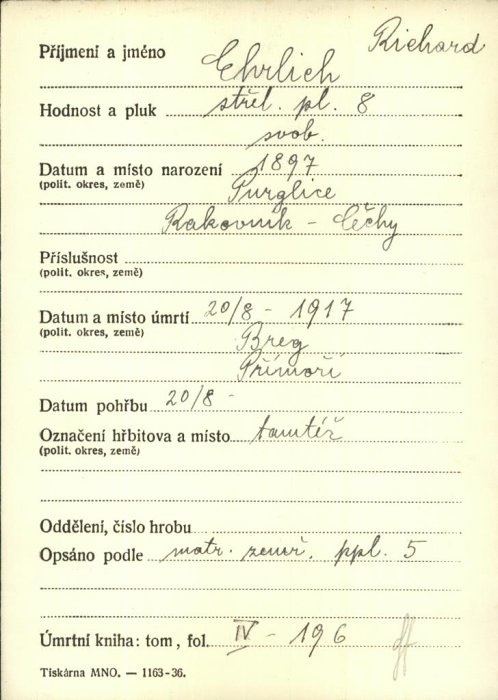 Richard
Příjmení a jméno Ehrlich
Hodnost a pluk střel. pl. 8
svob.
Datum a místo narození 1897
(polit. okres, země) Purglice
Rakovník - Čěchy
Příslušnost
(polit. okres, země)
Datum a místo úmrtí 20/8 - 1917
(polit. okres, země) Breg
Přímoří
Datum pohřbu 20/8 -
Označení hřbitova a místo tamtéř
(polit. okres, země)
Oddělení, číslo hrobu
Opsáno podle matr. zemř. ppl. 5
Úmrtní kniha: tom, fol. IV - 196
Tiskárna MNO. — 1163-36.